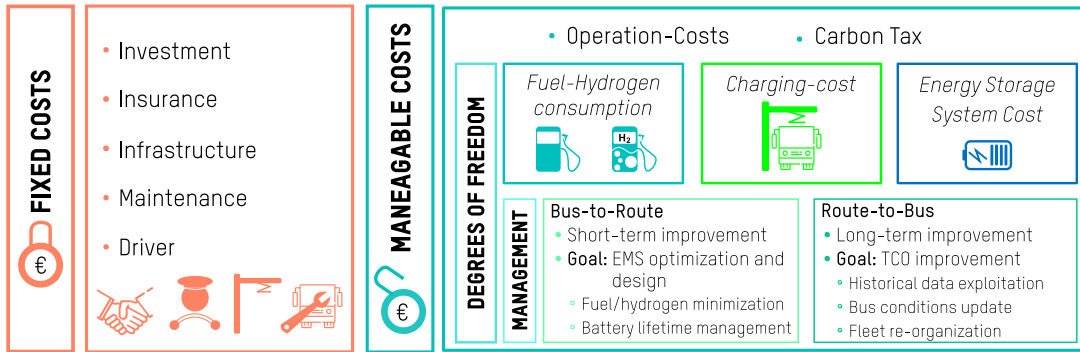 FIXED COSTS
€
• Investment
• Insurance
• Infrastructure
• Maintenance
• Driver
MANEAGABLE COSTS
€
• Operation-Costs
• Carbon Tax
DEGREES OF FREEDOM
Fuel-Hydrogen
consumption
H2
Charging-cost
Energy Storage
System Cost
MANAGEMENT
Bus-to-Route
• Short-term improvement
• Goal: EMS optimization and
design
◦ Fuel/hydrogen minimization
◦ Battery lifetime management
Route-to-Bus
• Long-term improvement
• Goal: TCO improvement
◦ Historical data exploitation
◦ Bus conditions update
◦ Fleet re-organization